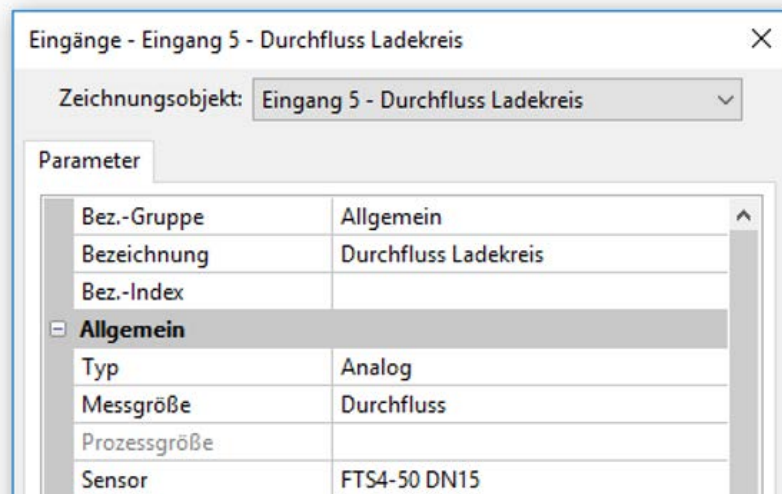 Eingänge - Eingang 5 - Durchfluss Ladekreis
Zeichnungsobjekt: Eingang 5 - Durchfluss Ladekreis
Parameter
Bez.-Gruppe Allgemein
Bezeichnung Durchfluss Ladekreis
Bez.-Index
Allgemein
Typ Analog
Messgröße Durchfluss
Prozessgröße
Sensor FTS4-50 DN15